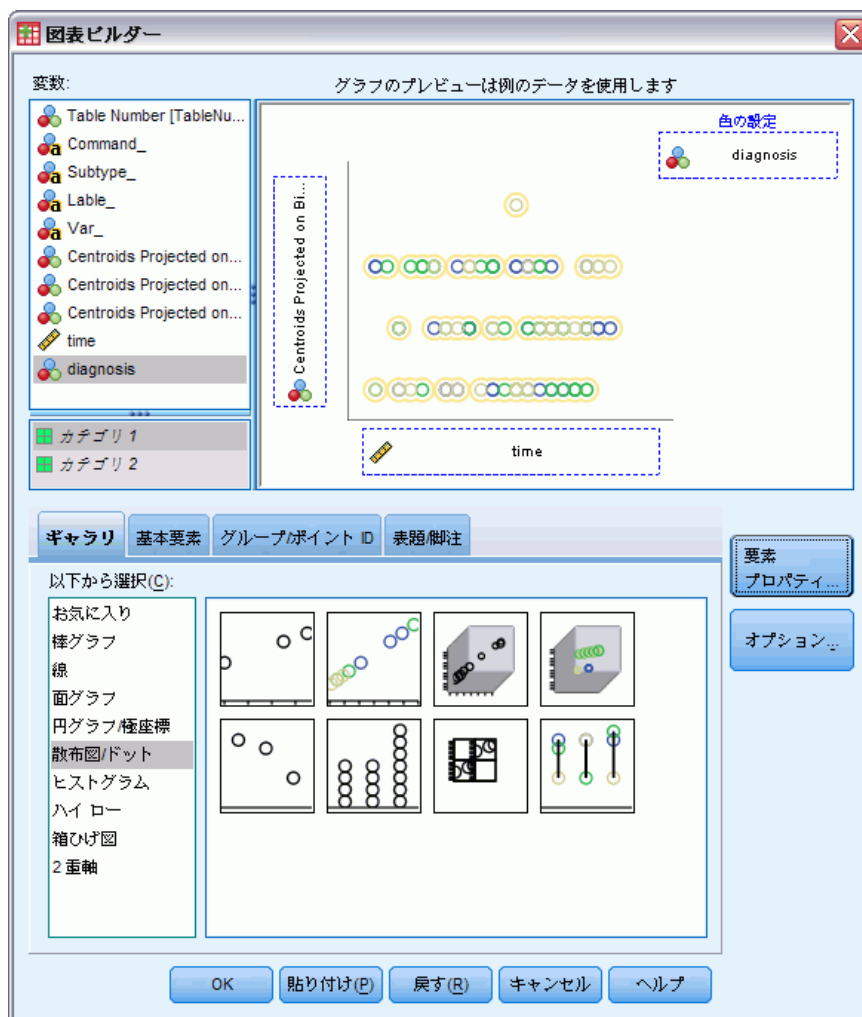 図表ビルダー
変数:
グラフのプレビューは例のデータを使用します
Table Number [TableNu...
Command_
Subtype_
Lable_
Var_
Centroids Projected on...
Centroids Projected on...
Centroids Projected on...
time
diagnosis
カテゴリ 1
カテゴリ 2
色の設定
diagnosis
Centroids Projected on Bi...
time
ギャラリ
基本要素
グループ/ポイント ID
表題/脚注
以下から選択(C):
お気に入り
棒グラフ
線
面グラフ
円グラフ/極座標
散布図/ドット
ヒストグラム
ハイ ロー
箱ひげ図
2 重軸
要素
プロパティ...
オプション...
OK
貼り付け(P)
戻す(R)
キャンセル
ヘルプ